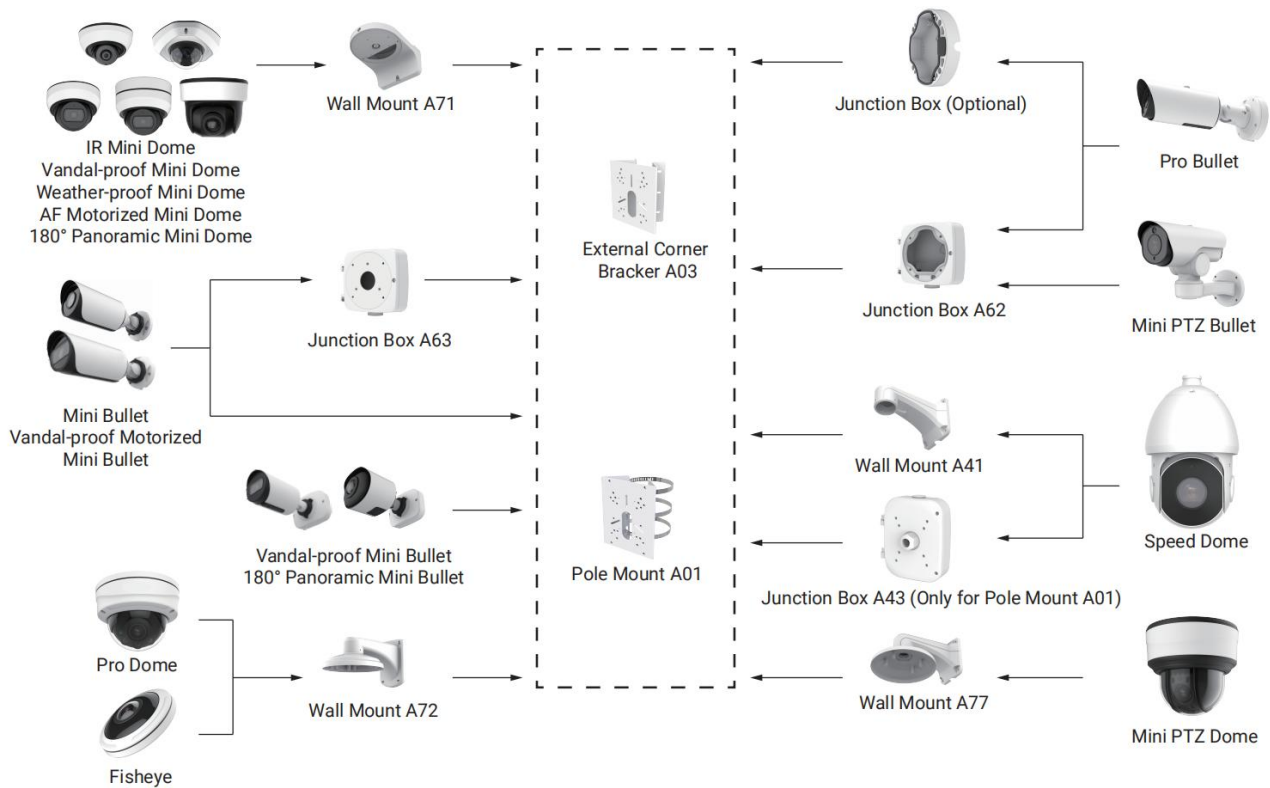 Wall Mount A71
IR Mini Dome
Vandal-proof Mini Dome
Weather-proof Mini Dome
AF Motorized Mini Dome
180° Panoramic Mini Dome
Junction Box A63
Mini Bullet
Vandal-proof Motorized
Mini Bullet
Vandal-proof Mini Bullet
180° Panoramic Mini Bullet
Pro Dome
Wall Mount A72
Fisheye
External Corner
Bracker A03
Pole Mount A01
Junction Box (Optional)
Pro Bullet
Junction Box A62
Mini PTZ Bullet
Wall Mount A41
Speed Dome
Junction Box A43 (Only for Pole Mount A01)
Wall Mount A77
Mini PTZ Dome